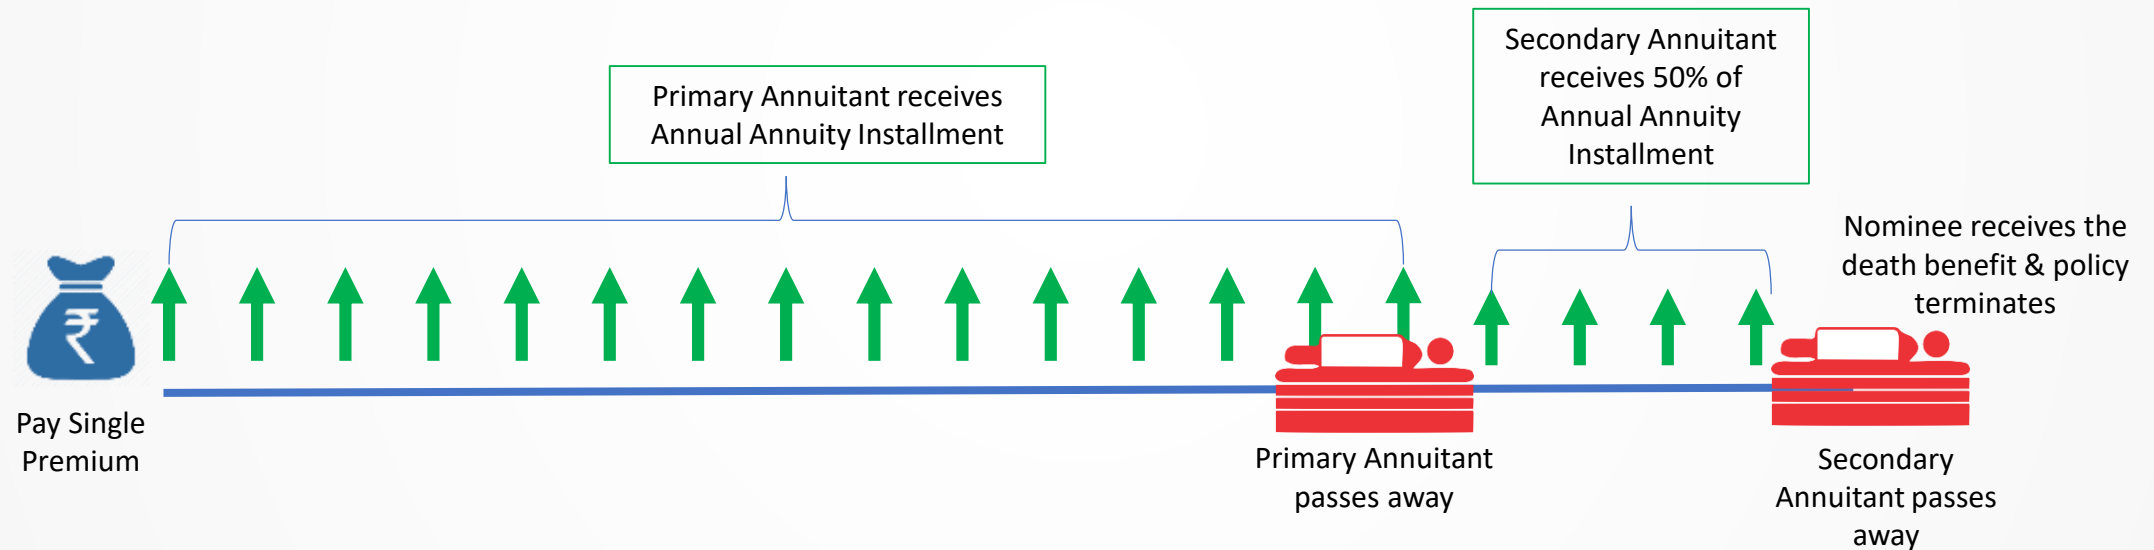 Primary Annuitant receives
Annual Annuity Installment
Secondary Annuitant
receives 50% of
Annual Annuity
Installment
Nominee receives the
death benefit & policy
terminates
₹
Pay Single
Premium
Primary Annuitant
passes away
Secondary
Annuitant passes
away